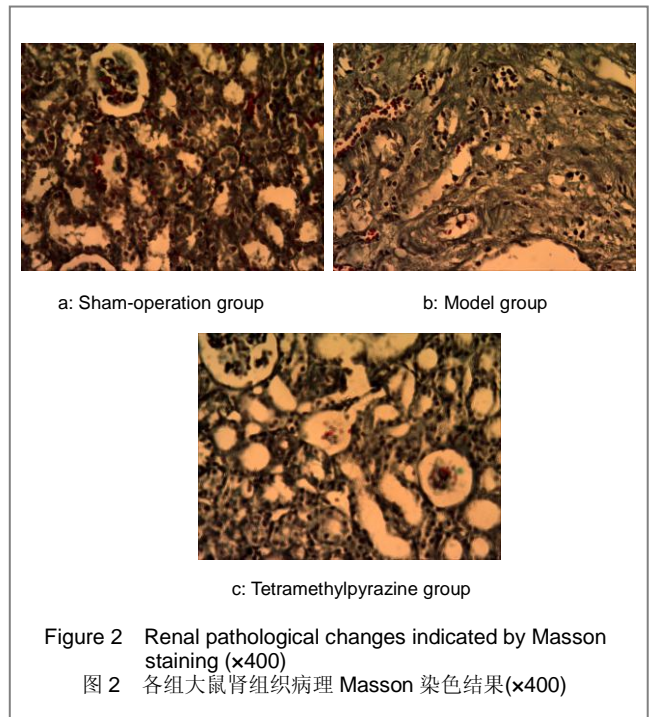 a: Sham-operation group
b: Model group
c: Tetramethylpyrazine group
Figure 2 Renal pathological changes indicated by Masson
staining (×400)
图 2 各组大鼠肾组织病理 Masson 染色结果(×400)